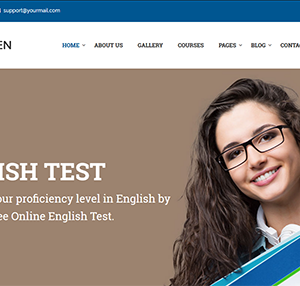 support@yourmail.com
EN HOME ABOUT US GALLERY COURSES PAGES BLOG CONTA
ISH TEST
our proficiency level in English by
ee Online English Test.